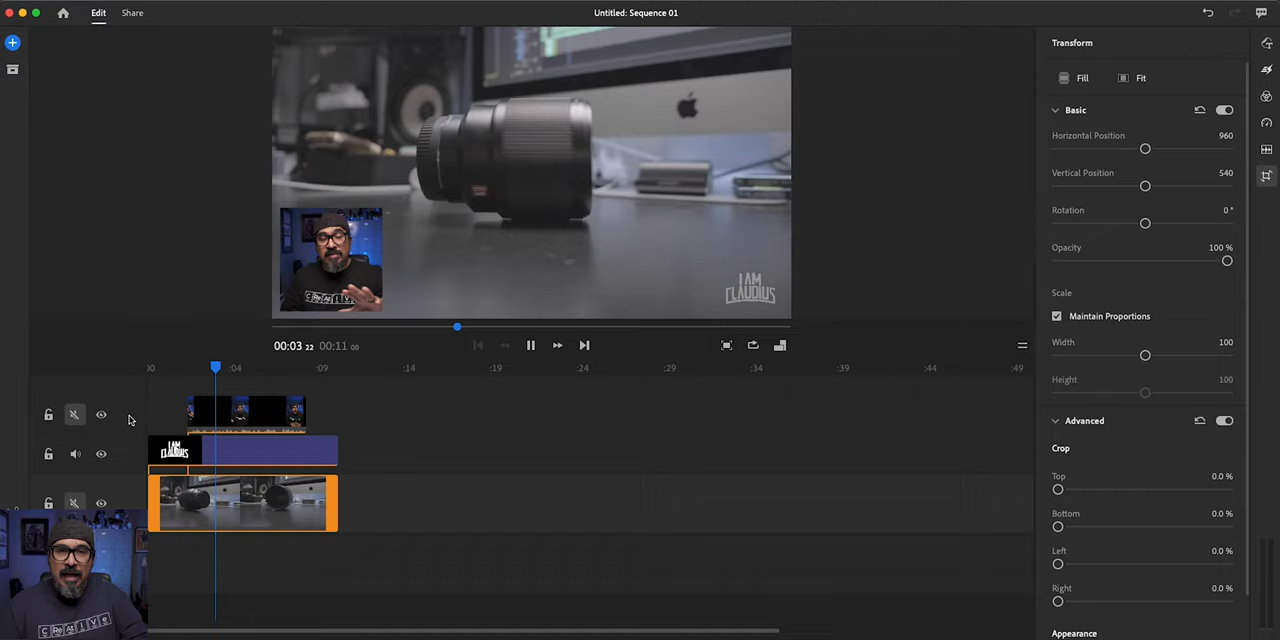 Edit
Share
Untitled: Sequence 01
Transform
Fill
Fit
Basic
Horizontal Position 960
Vertical Position 540
Rotation 0°
Opacity 100 %
Scale
Maintain Proportions
Width 100
Height 100
Advanced
Crop
Top 0.0 %
Bottom 0.0 %
Left 0.0 %
Right 0.0 %
Appearance
I AM
CLAUDIUS
CREATIVE
00:03 22 00:11 00
:00 :04 :09 :14 :19 :24 :29 :34 :39 :44 :49
I AM
CLAUDIUS
CREATIVE